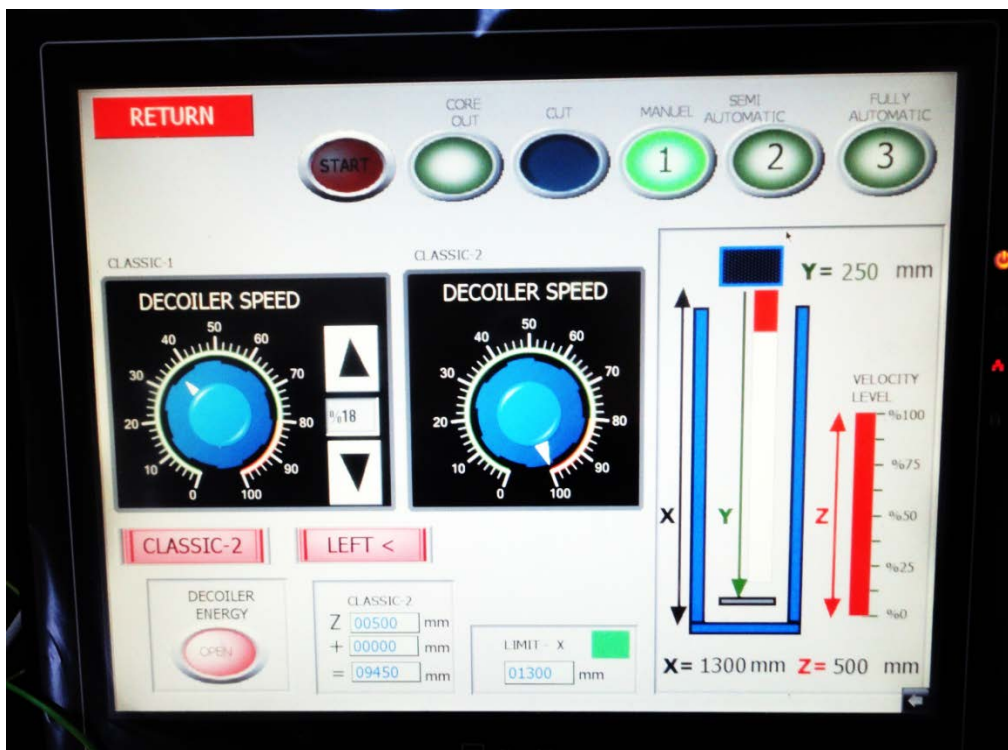 RETURN
START
CORE
OUT
CUT
MANUEL
1
SEMI
AUTOMATIC
2
FULLY
AUTOMATIC
3
CLASSIC-1
DECOILER SPEED
0
10
20
30
40
50
60
70
80
90
100
%18
CLASSIC-2
DECOILER SPEED
0
10
20
30
40
50
60
70
80
90
100
Y= 250 mm
X
Y
Z
VELOCITY
LEVEL
%100
%75
%50
%25
%0
X= 1300 mm Z= 500 mm
CLASSIC-2
LEFT <
DECOILER
ENERGY
OPEN
CLASSIC-2
Z 00500 mm
+ 00000 mm
= 09450 mm
LIMIT - X
01300 mm